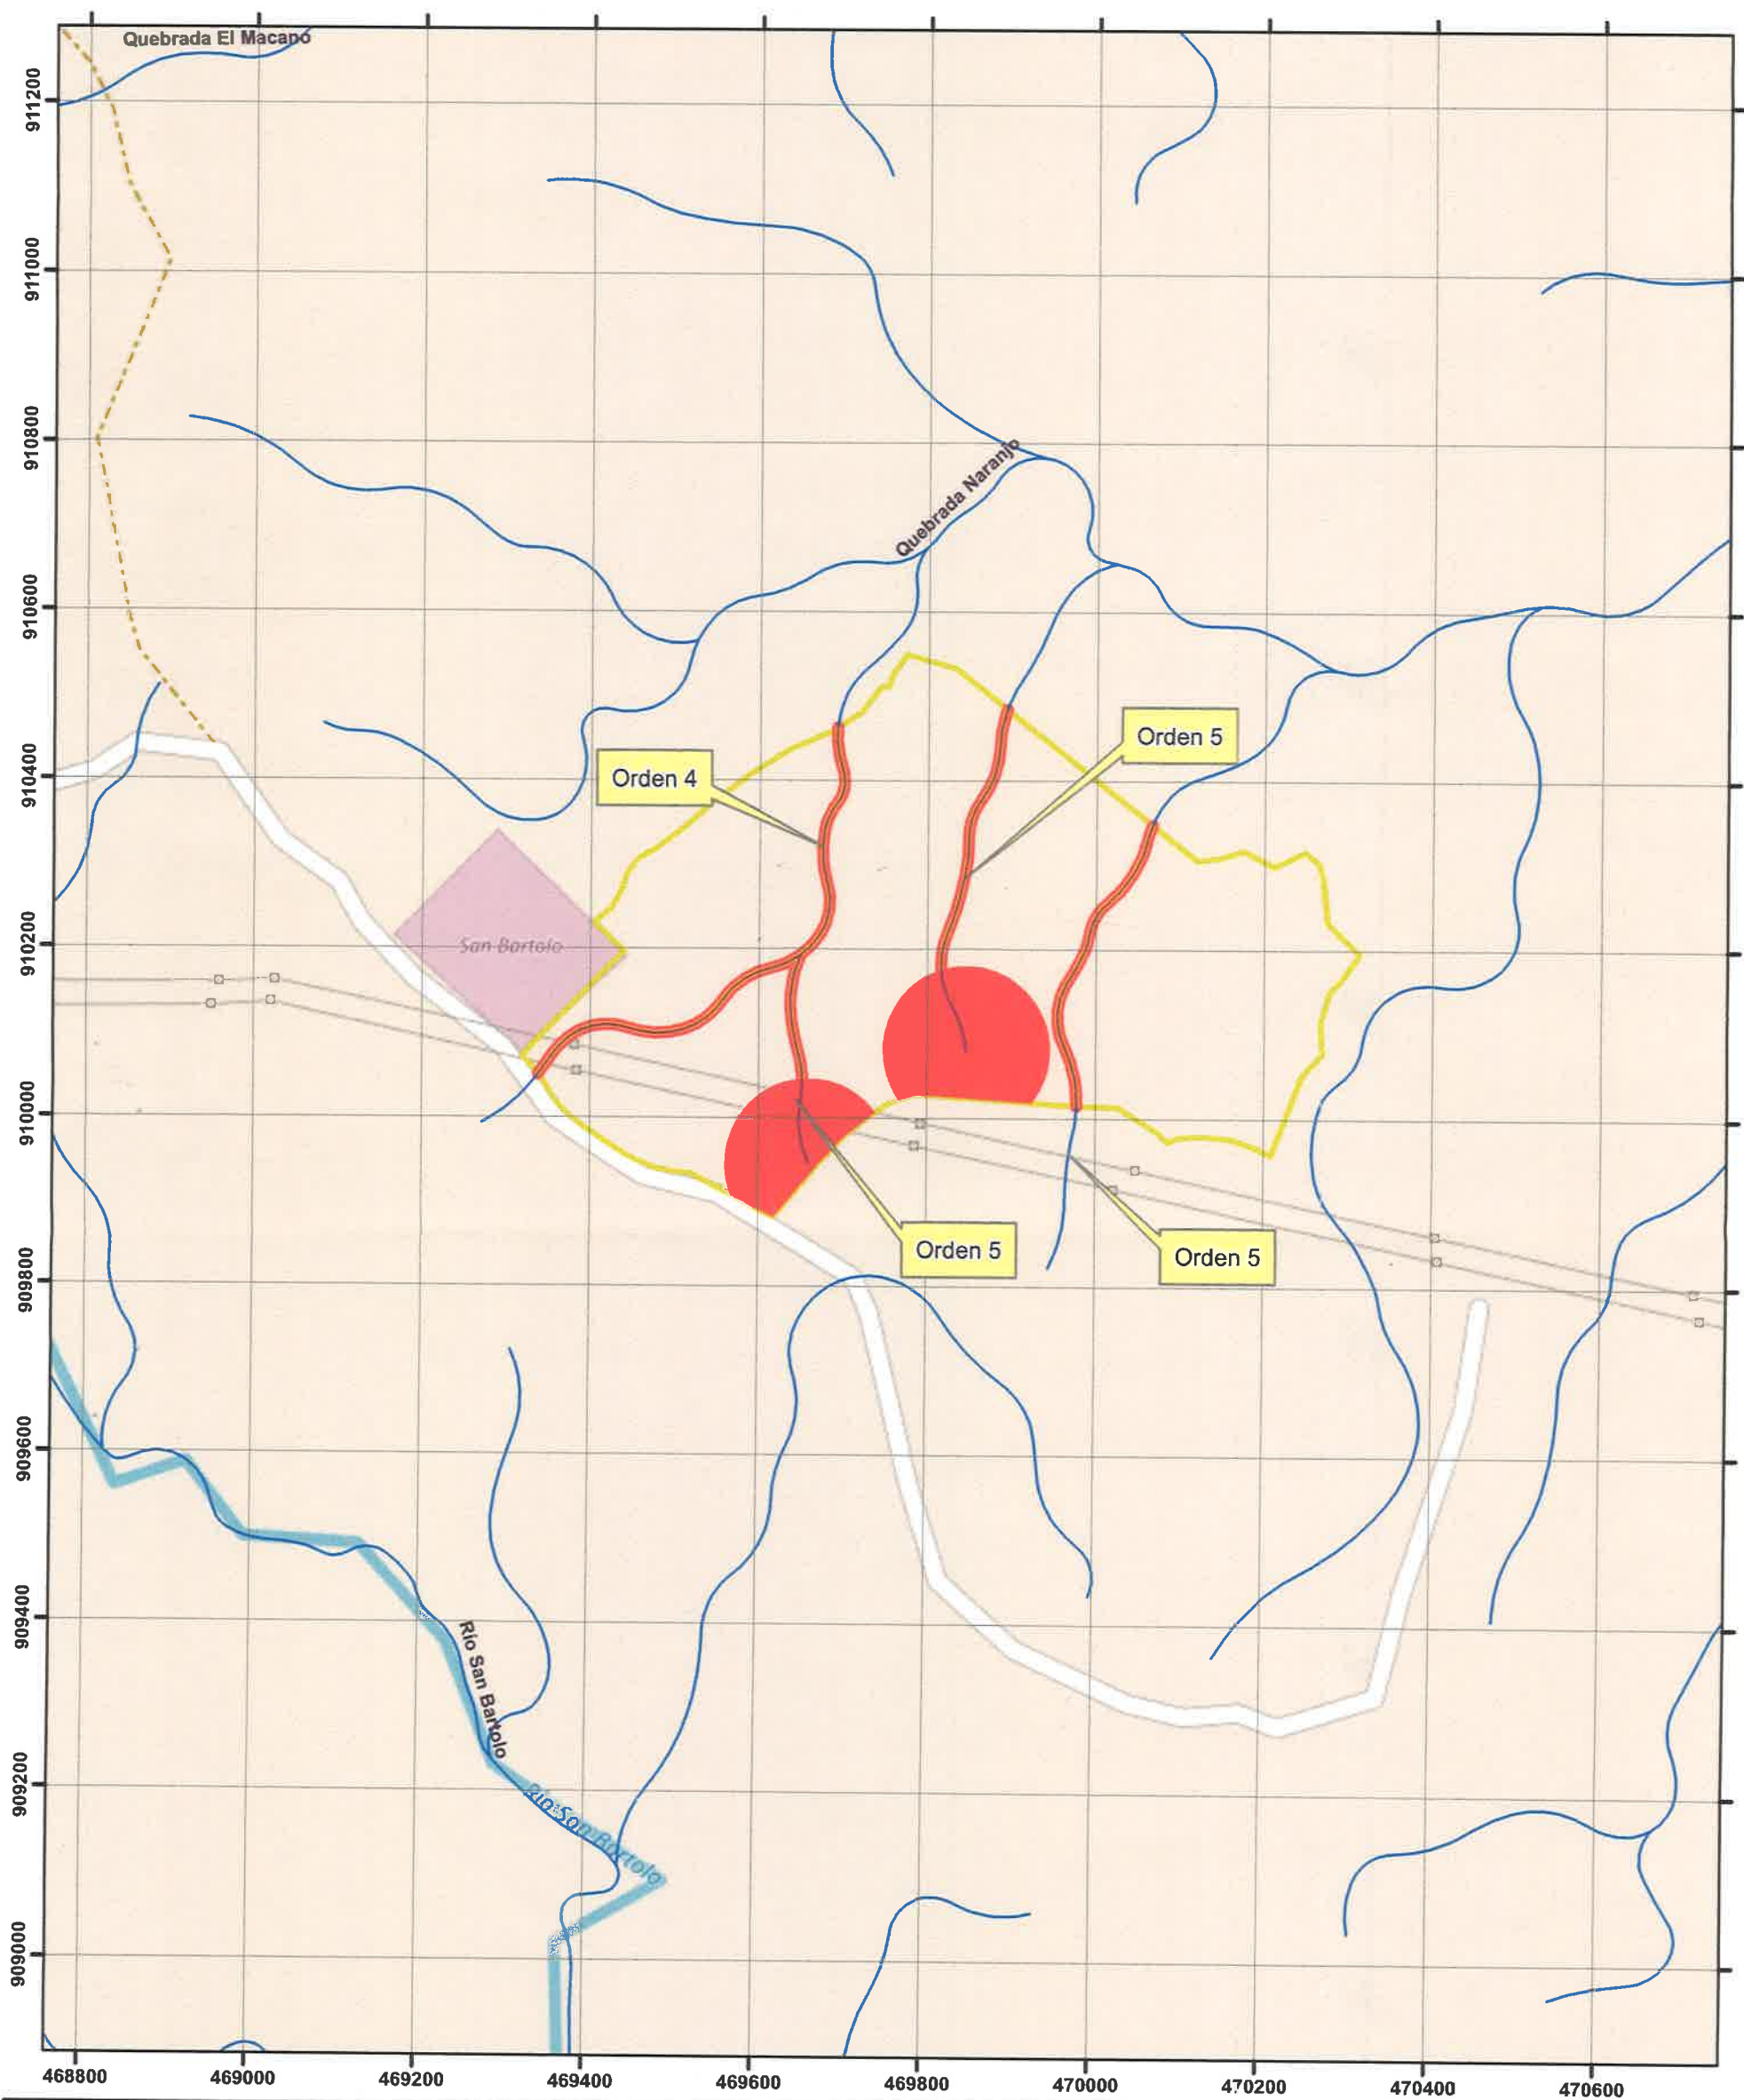 Quebrada El Macanó
911200
911000
910800
Quebrada Naranjo
910600
Orden 5
Orden 4
910400
San Bartolo
910200
910000
Orden 5
Orden 5
909800
909600
909400
Río San Bartolo
909200
Río San Bartolo
909000
468800 469000 469200 469400 469600 469800 470000 470200 470400 470600